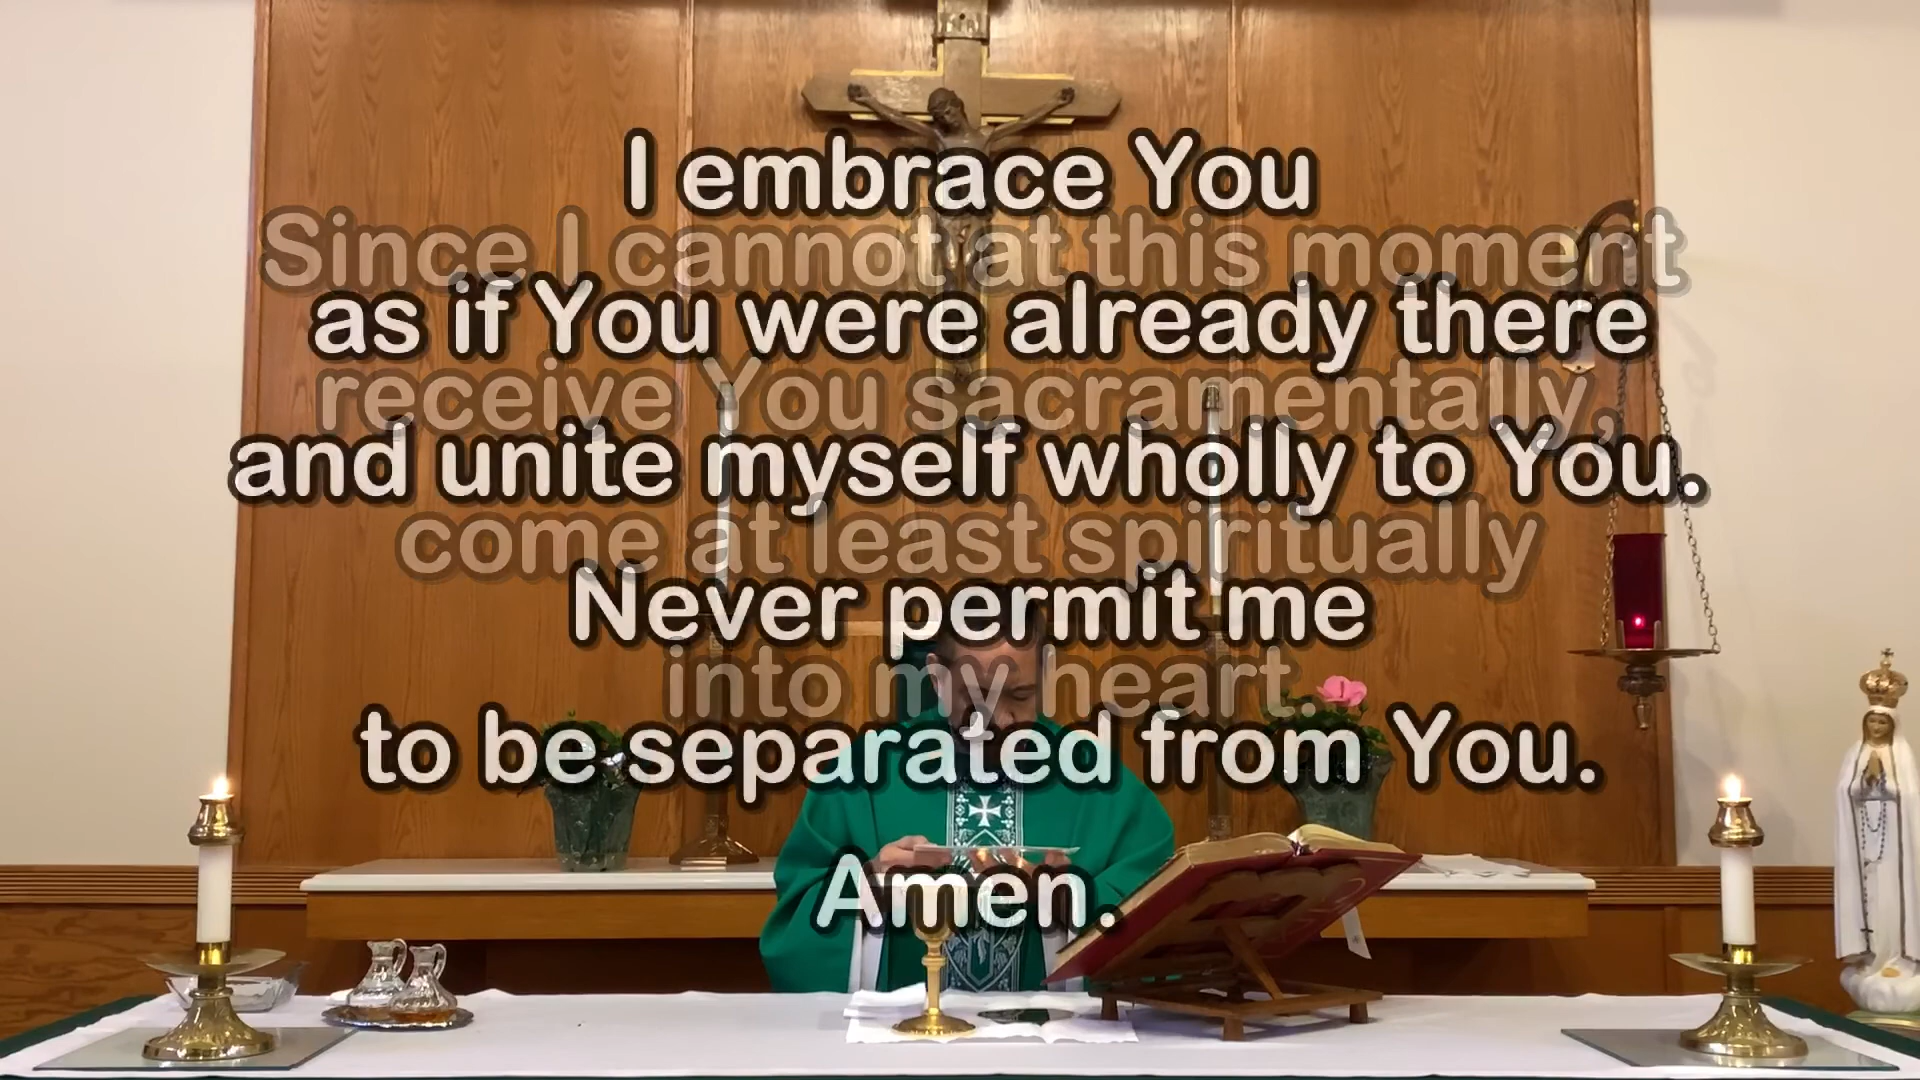 I embrace You
Since I cannot at this moment
as if You were already there
receive You sacramentally,
and unite myself wholly to You.
come at least spiritually
Never permit me
into my heart.
to be separated from You.
Amen.